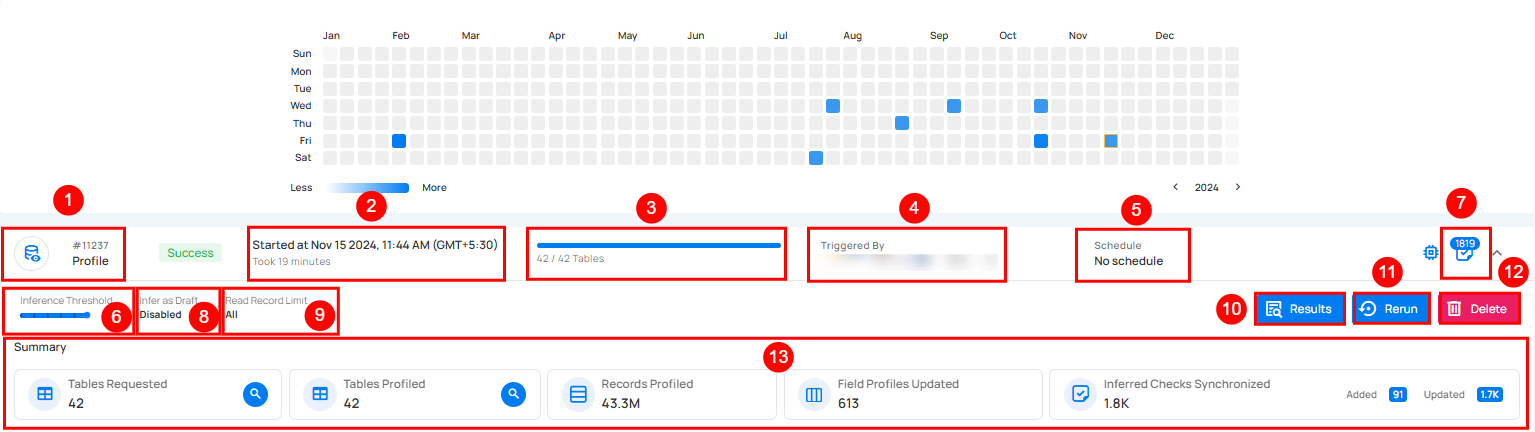 Jan Feb Mar Apr May Jun Jul Aug Sep Oct Nov Dec
Sun
Mon
Tue
Wed
Thu
Fri
Sat
Less More
2024
1
2
3
4
5
7
#11237
Profile
Success
Started at Nov 15 2024, 11:44 AM (GMT+5:30)
Took 19 minutes
42 / 42 Tables
Triggered By
Schedule
No schedule
1819
11
12
Inference Threshold
6
Infer as Draft
Disabled
8
Read Record Limit
All
9
10
Results
Rerun
Delete
Summary
13
Tables Requested
42
Tables Profiled
42
Records Profiled
43.3M
Field Profiles Updated
613
Inferred Checks Synchronized
1.8K
Added 91 Updated 1.7K